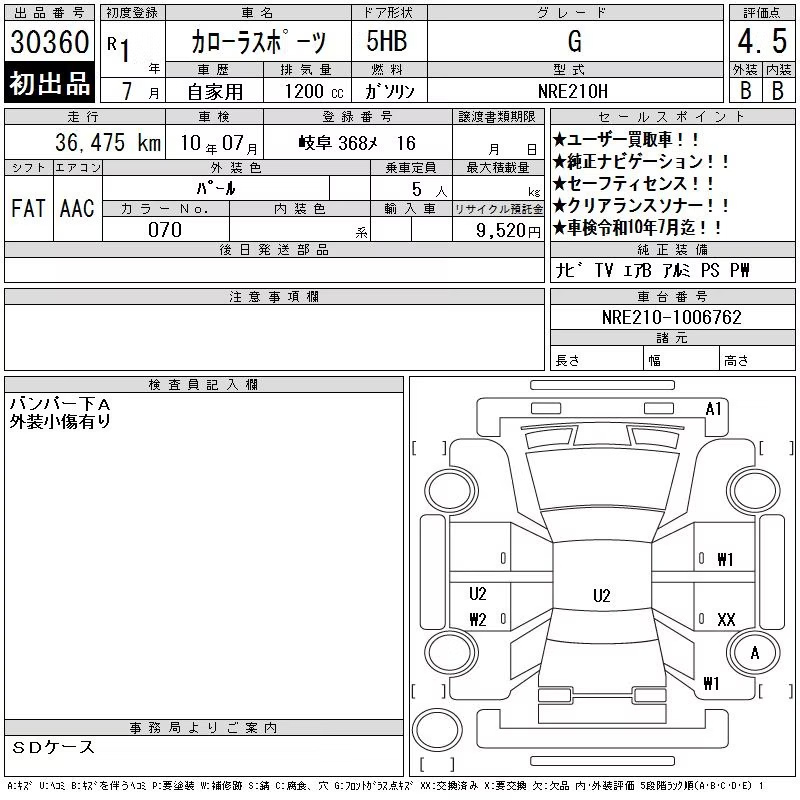 出品番号 初度登録 車名 ドア形状 グレード 評価点
30360 R1年 ｶﾛｰﾗｽﾎﾟｰﾂ 5HB G 4.5
車歴 排気量 燃料 型式 外装 内装
初出品 7月 自家用 1200cc ｶﾞｿﾘﾝ NRE210H B B
走行 車検 登録番号 譲渡書類期限 セールスポイント
36,475 km 10年07月 岐阜 368ﾒ 16 月 日
★ユーザー買取車！！
★純正ナビゲーション！！
★セーフティセンス！！
★クリアランスソナー！！
★車検令和10年7月迄！！
シフト エアコン 外装色 乗車定員 最大積載量
FAT AAC ﾊﾟｰﾙ 5人 kg
カラーNo. 内装色 輸入車 リサイクル預託金
070 系 9,520円
後日発送部品 純正装備
ﾅﾋﾞ TV ｴｱB ｱﾙﾐ PS PW
注意事項欄 車台番号
NRE210-1006762
諸元
長さ 幅 高さ
検査員記入欄
バンパー下A
外装小傷有り
A1
W1
U2 U2
W2 XX
A
W1
事務局よりご案内
SDケース
A:ｷｽﾞ U:ﾍｺﾐ B:ｷｽﾞを伴うﾍｺﾐ P:要塗装 W:補修跡 S:錆 C:腐食、穴 G:ﾌﾛﾝﾄｶﾞﾗｽ点ｷｽﾞ XX:交換済み X:要交換 欠:欠品 内･外装評価 5段階ﾗﾝｸ順(A･B･C･D･E) 1